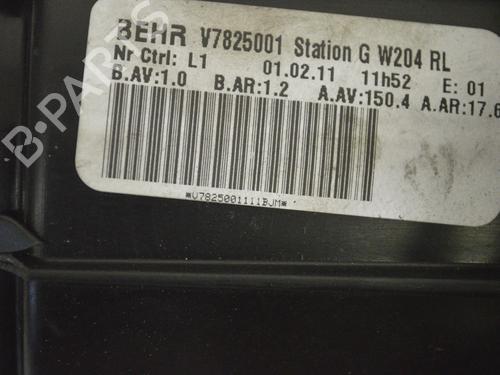 BEHR V7825001 Station G W204 RL
Nr Ctrl: L1 01.02.11 11h52 E: 01
B.AV:1.0 B.AR:1.2 A.AV:150.4 A.AR:17.6
*V7825001111BJM*
B-PARTS